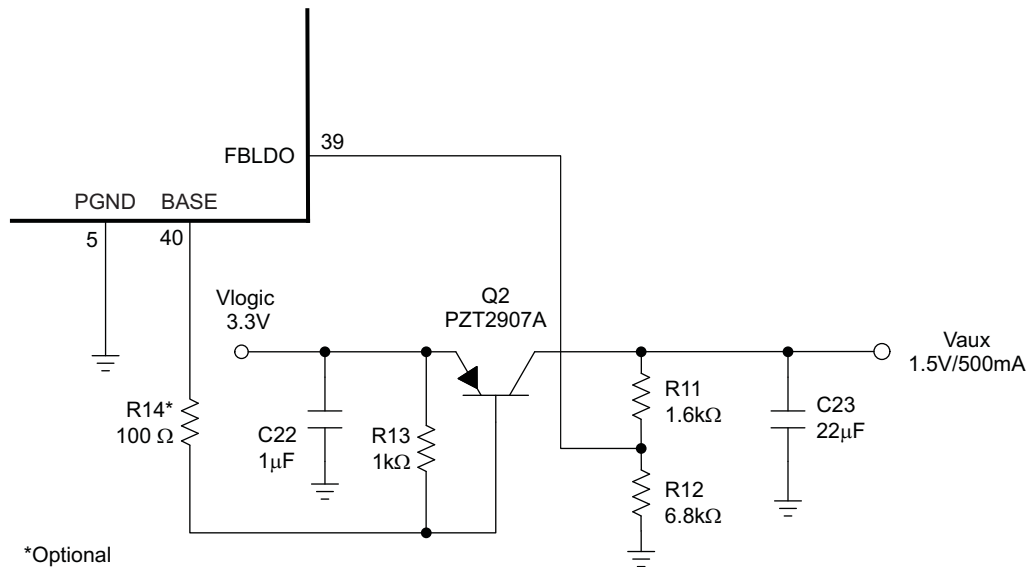 39
FBLDO
PGND BASE
5
40
Vlogic
3.3V
Q2
PZT2907A
Vaux
1.5V/500mA
R14*
100 Ω
C22
1μF
R13
1kΩ
R11
1.6kΩ
C23
22μF
R12
6.8kΩ
*Optional